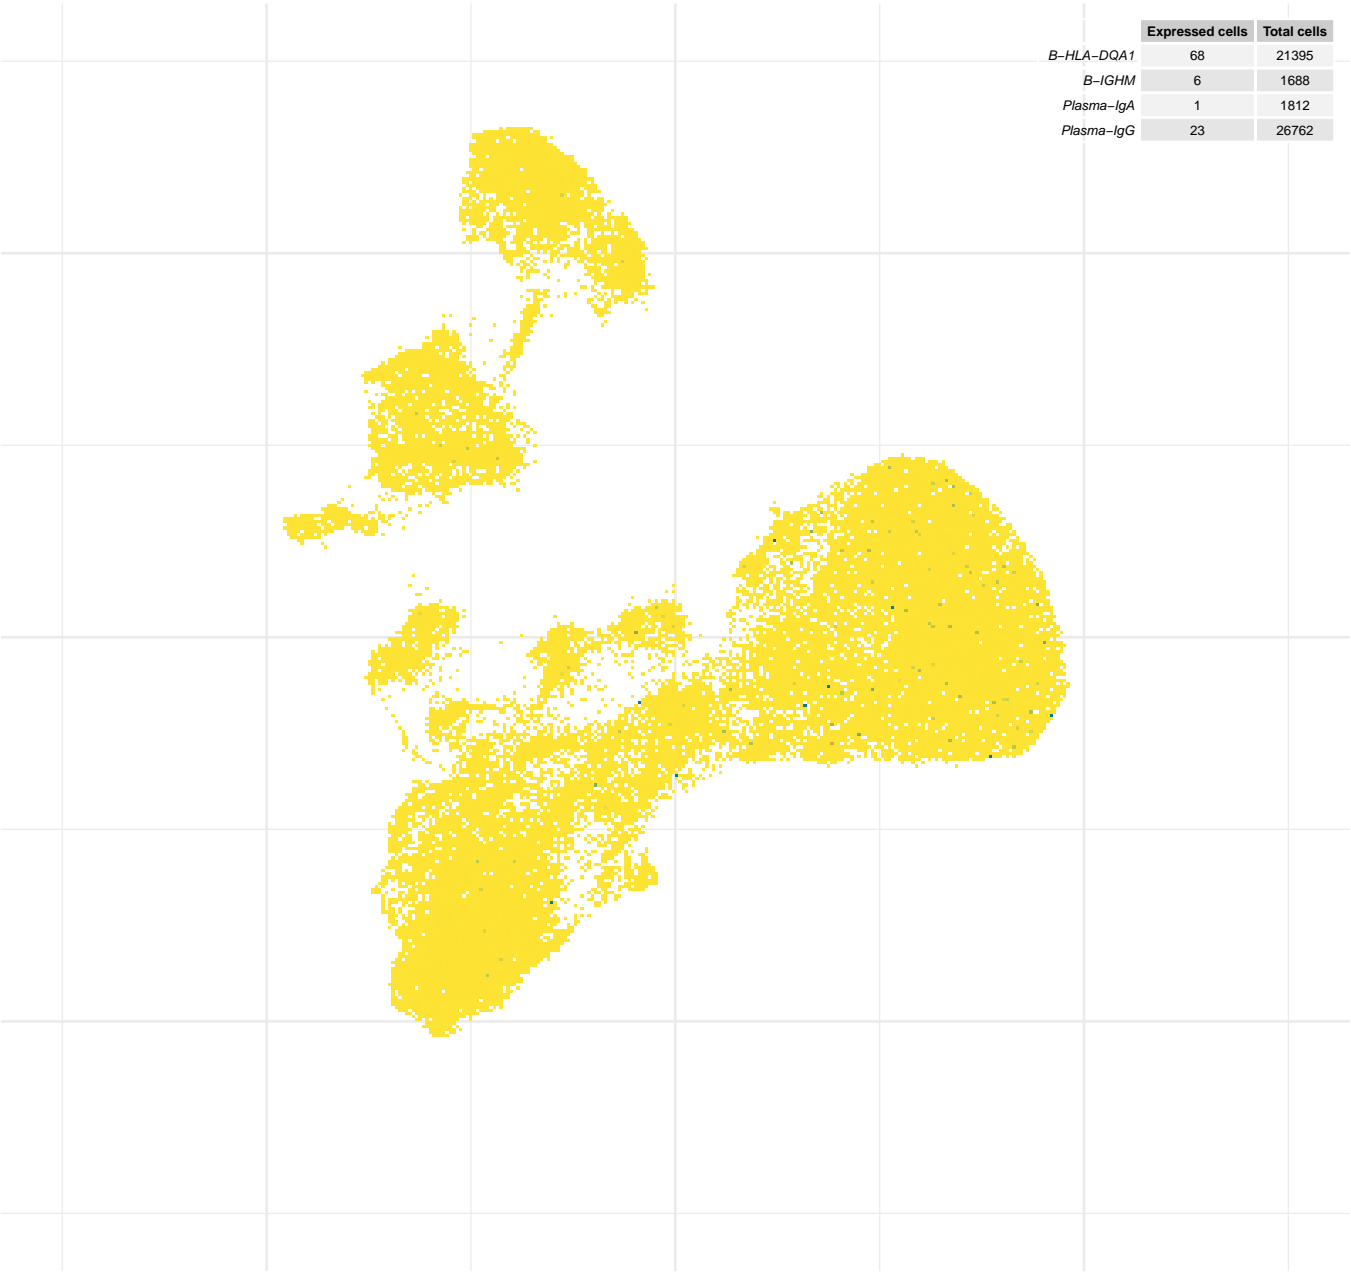 Expressed cells Total cells
B−HLA−DQA1 68 21395
B−IGHM 6 1688
Plasma−IgA 1 1812
Plasma−IgG 23 26762